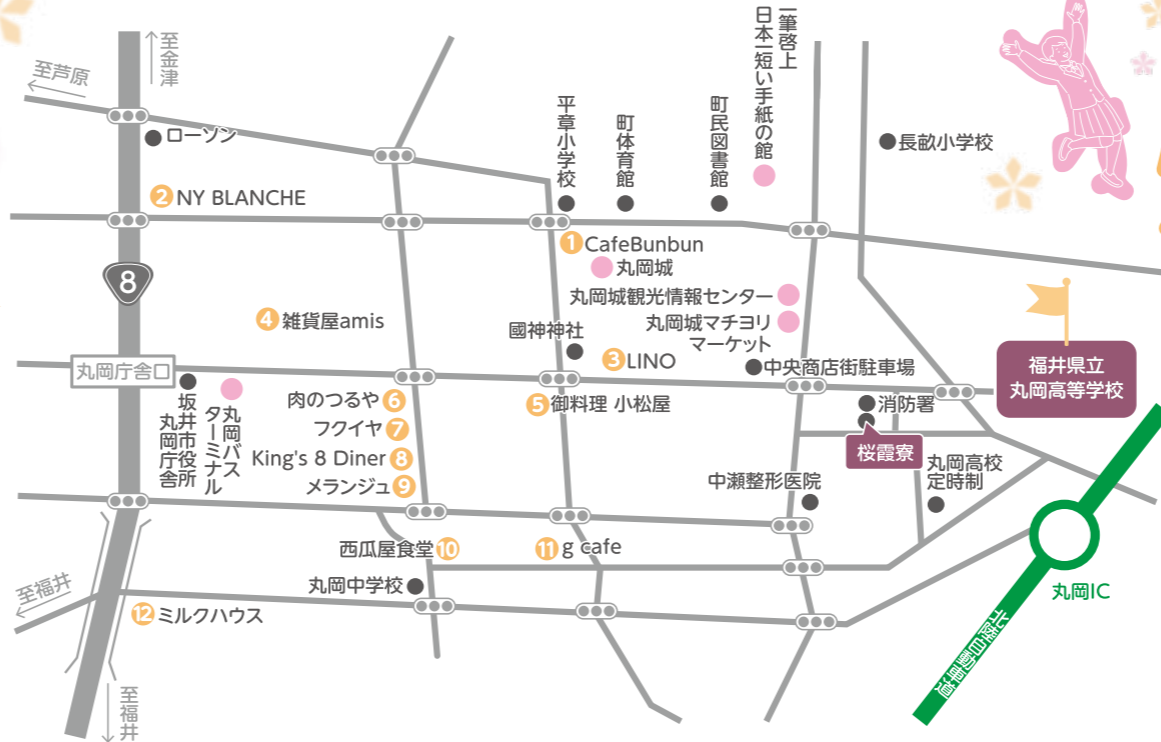 至金津
至芦原
ローソン
② NY BLANCHE
平章小学校
町体育館
町民図書館
一筆啓上
日本一短い手紙の館
長畝小学校
① CafeBunbun
丸岡城
丸岡城観光情報センター
丸岡城マチヨリ
マーケット
8
④ 雑貨屋amis
國神神社
③ LINO
中央商店街駐車場
福井県立
丸岡高等学校
丸岡庁舎口
坂井市役所
丸岡庁舎
丸岡バス
ターミナル
肉のつるや ⑥
フクイヤ ⑦
King's 8 Diner ⑧
メランジュ ⑨
⑤ 御料理 小松屋
消防署
桜霞寮
中瀬整形医院
丸岡高校
定時制
西瓜屋食堂 ⑩
⑪ g cafe
丸岡中学校
至福井
⑫ ミルクハウス
至福井
丸岡IC
北陸自動車道